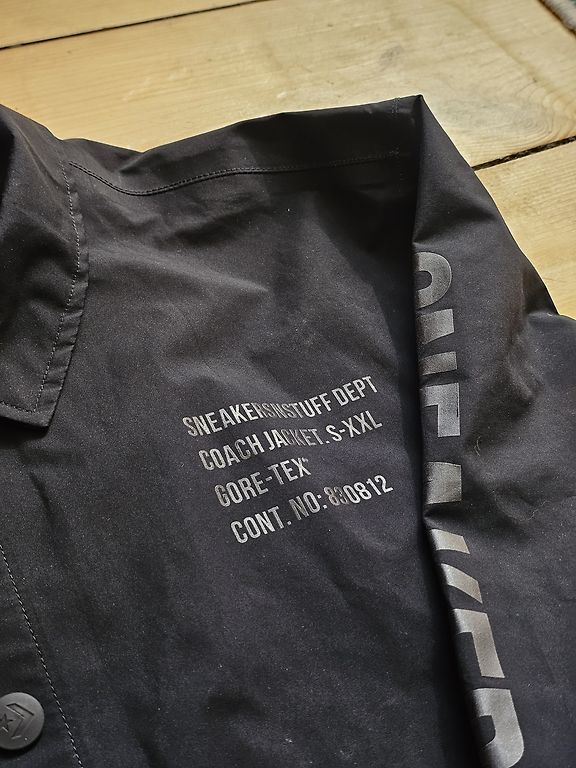 SNEAKERSNSTUFF DEPT
COACH JACKET. S-XXL
GORE-TEX®
CONT. NO: 880812